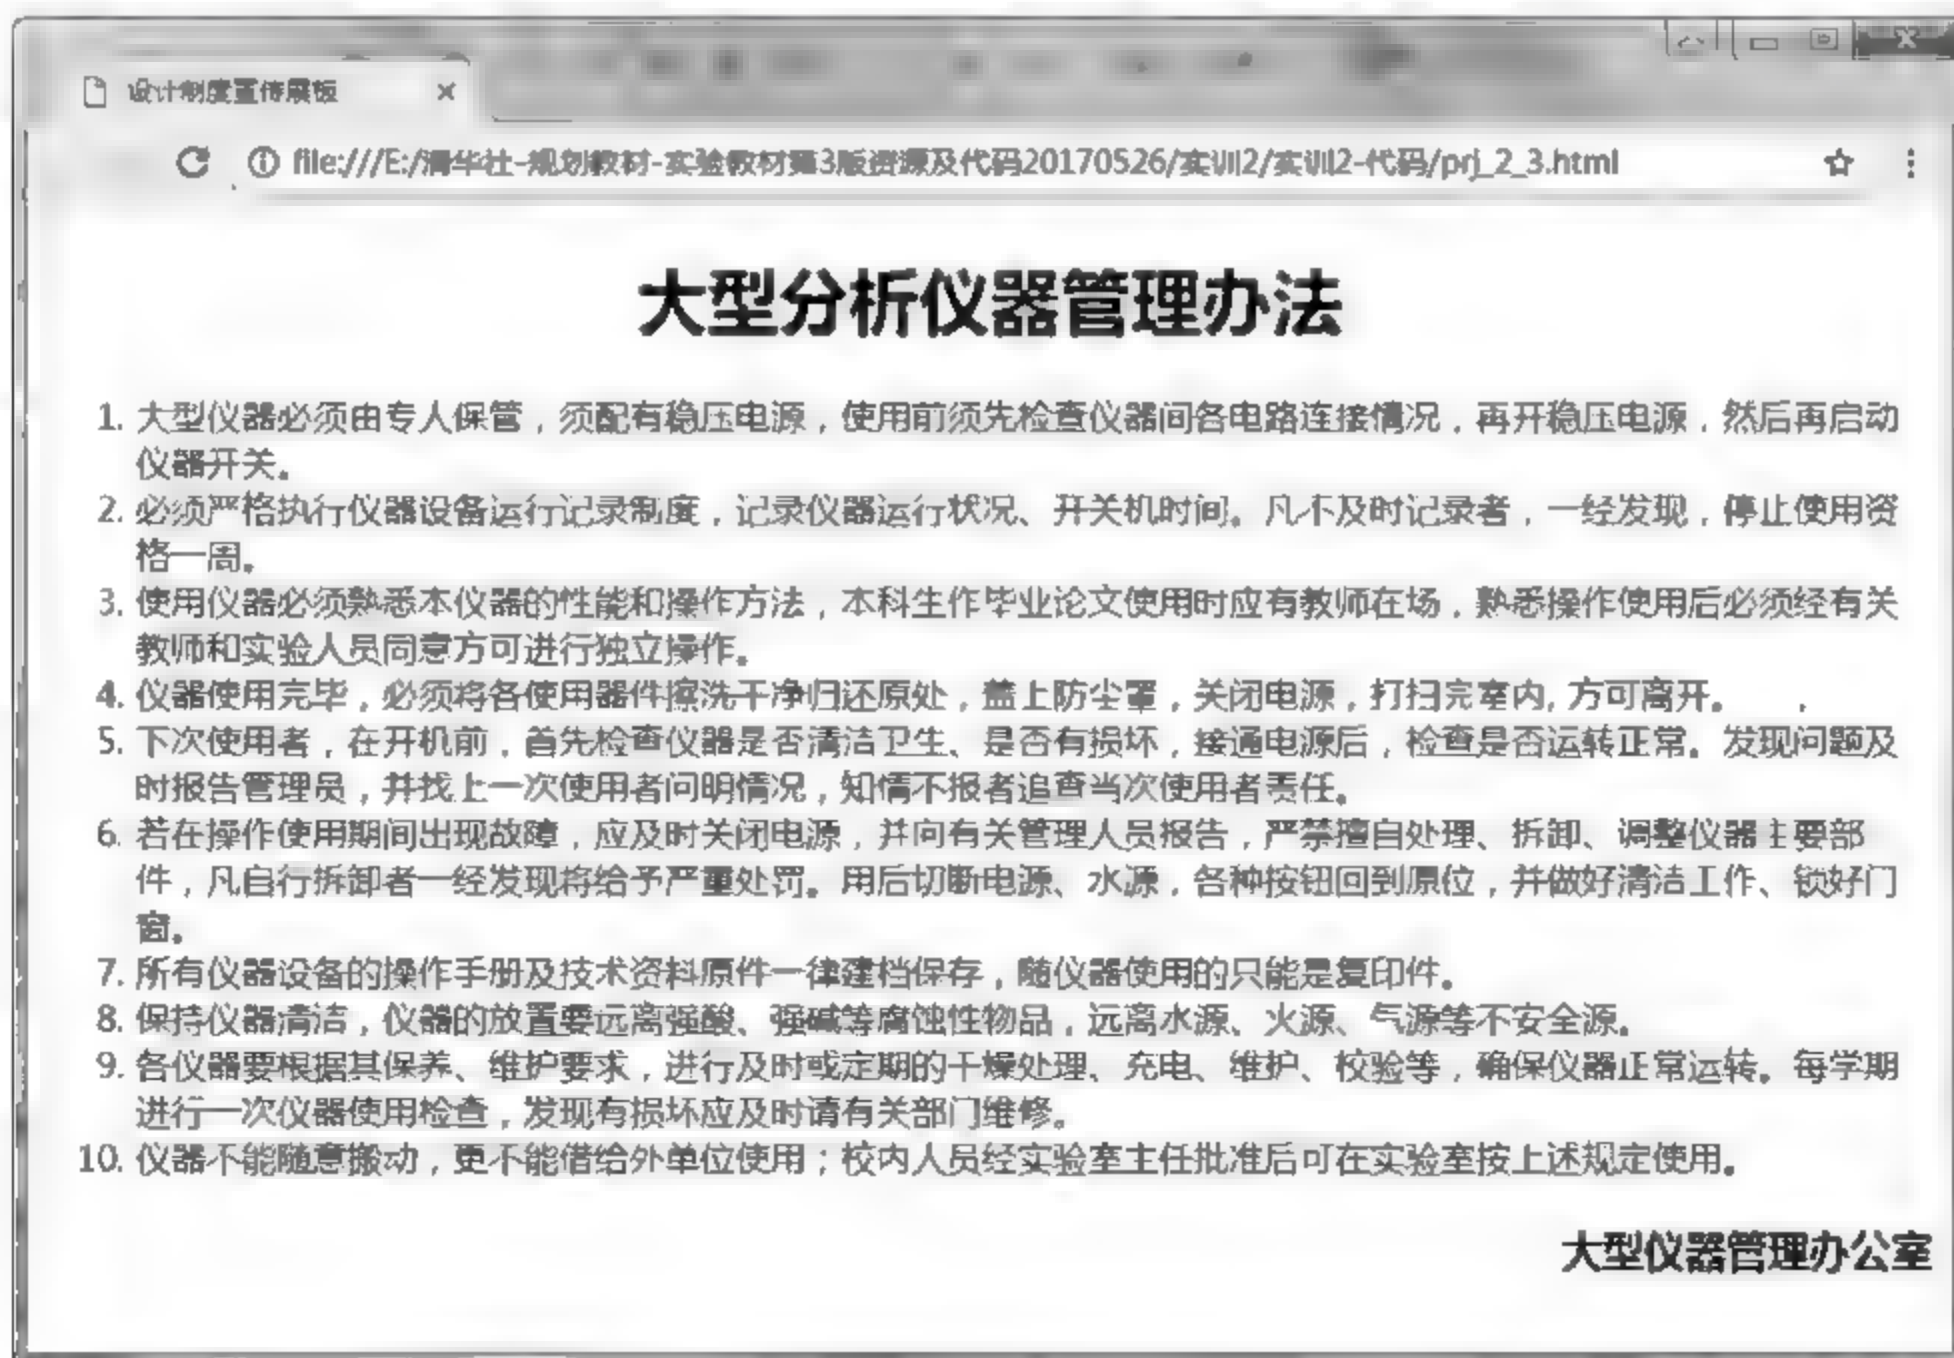 设计制度宣传展板
file:///E:/清华社-规划教材-实验教材第3版资源及代码20170526/实训2/实训2-代码/prj_2_3.html
大型分析仪器管理办法
1. 大型仪器必须由专人保管，须配有稳压电源，使用前须先检查仪器间各电路连接情况，再开稳压电源，然后再启动
仪器开关。
2. 必须严格执行仪器设备运行记录制度，记录仪器运行状况、开关机时间。凡不及时记录者，一经发现，停止使用资
格一周。
3. 使用仪器必须熟悉本仪器的性能和操作方法，本科生作毕业论文使用时应有教师在场，熟悉操作使用后必须经有关
教师和实验人员同意方可进行独立操作。
4. 仪器使用完毕，必须将各使用器件擦洗干净归还原处，盖上防尘罩，关闭电源，打扫完室内,方可离开。
5. 下次使用者，在开机前，首先检查仪器是否清洁卫生、是否有损坏，接通电源后，检查是否运转正常。发现问题及
时报告管理员，并找上一次使用者问明情况，知情不报者追查当次使用者责任。
6. 若在操作使用期间出现故障，应及时关闭电源，并向有关管理人员报告，严禁擅自处理、拆卸、调整仪器主要部
件，凡自行拆卸者一经发现将给予严重处罚。用后切断电源、水源，各种按钮回到原位，并做好清洁工作、锁好门
窗。
7. 所有仪器设备的操作手册及技术资料原件一律建档保存，随仪器使用的只能是复印件。
8. 保持仪器清洁，仪器的放置要远离强酸、强碱等腐蚀性物品，远离水源、火源、气源等不安全源。
9. 各仪器要根据其保养、维护要求，进行及时或定期的干燥处理、充电、维护、校验等，确保仪器正常运转。每学期
进行一次仪器使用检查，发现有损坏应及时请有关部门维修。
10. 仪器不能随意搬动，更不能借给外单位使用；校内人员经实验室主任批准后可在实验室按上述规定使用。
大型仪器管理办公室